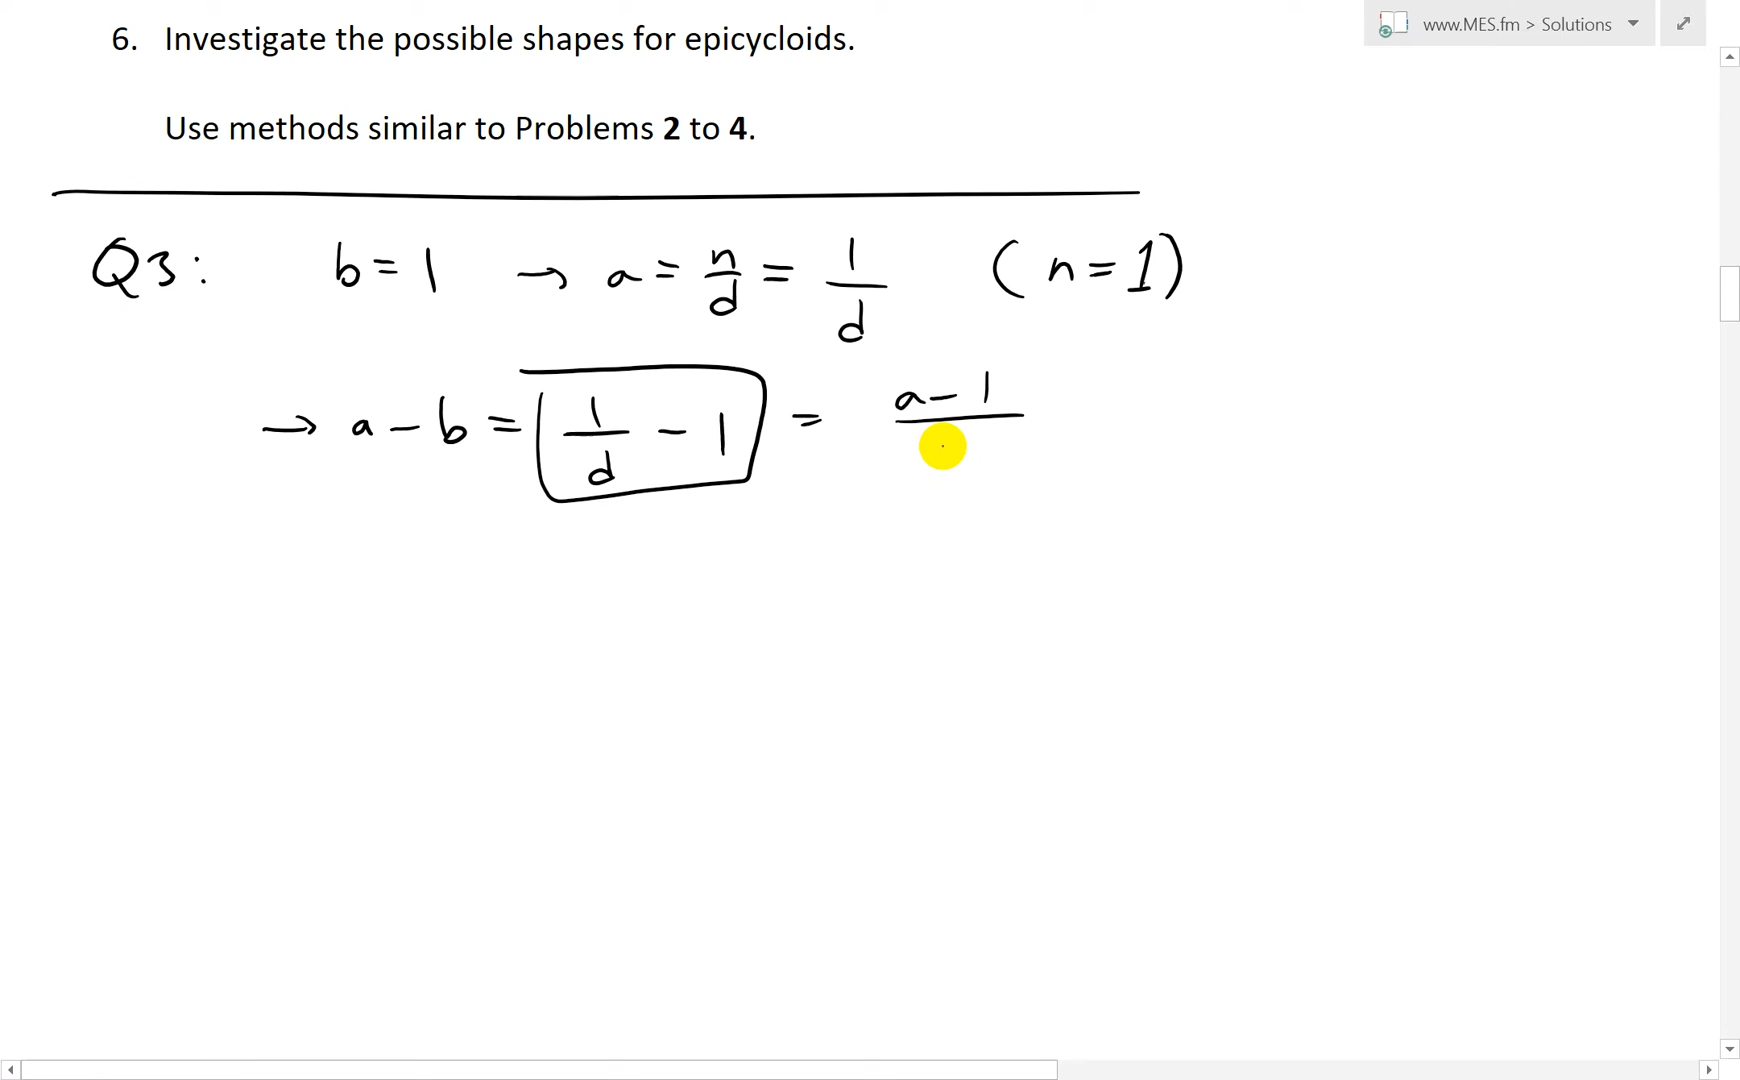 6. Investigate the possible shapes for epicycloids.
www.MES.fm > Solutions
Use methods similar to Problems 2 to 4.
Q3: b = 1 → a = n/d = 1/d (n = 1)
→ a - b = 1/d - 1 = a - 1